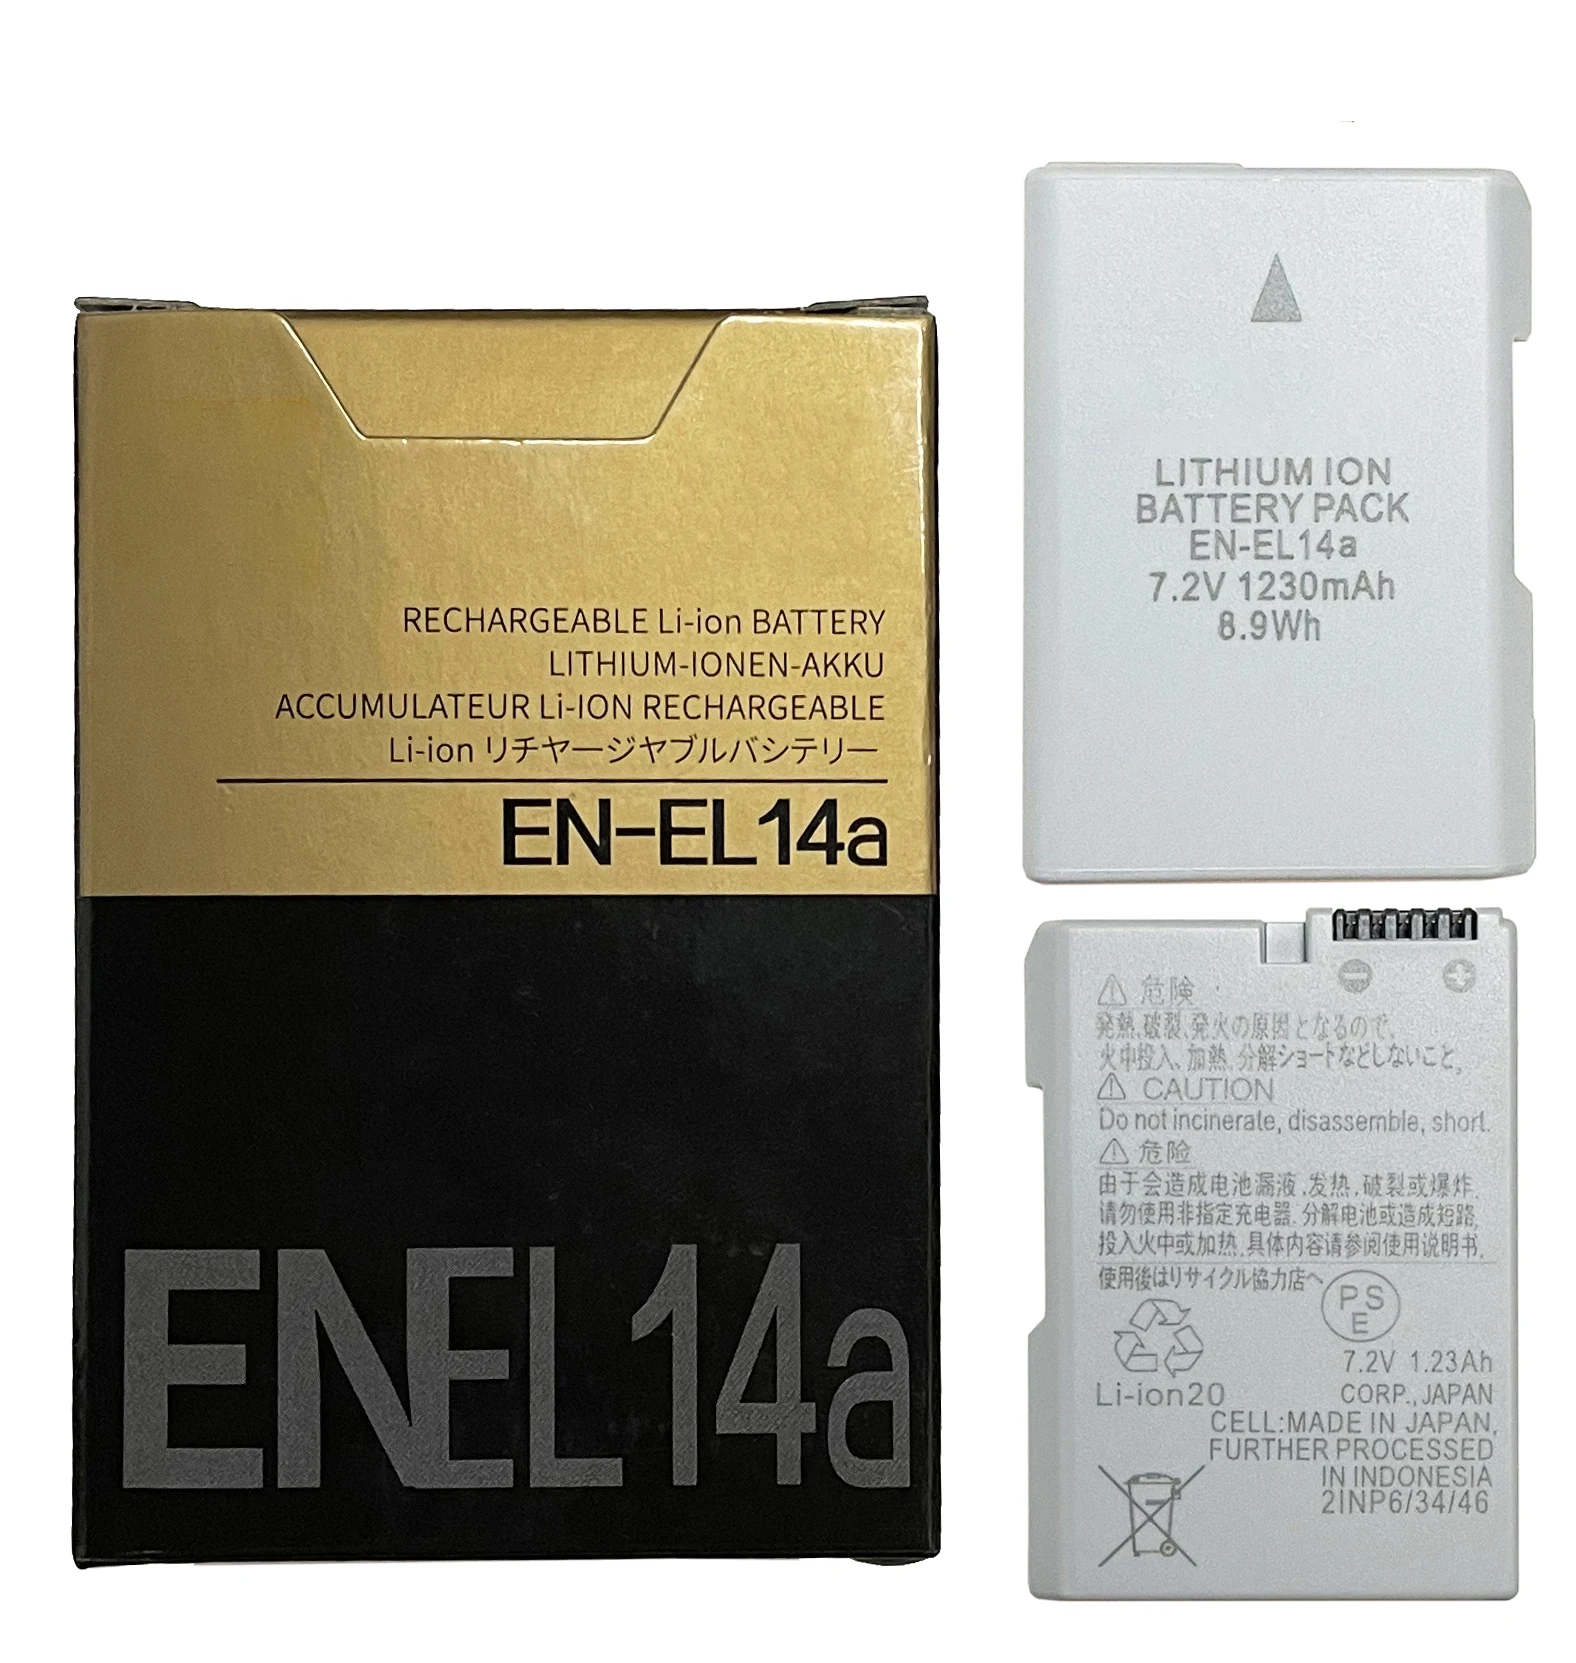 RECHARGEABLE Li-ion BATTERY
LITHIUM-IONEN-AKKU
ACCUMULATEUR Li-ION RECHARGEABLE
Li-ion リチヤージヤブルバシテリー
EN-EL14a
ENEL14a
LITHIUM ION
BATTERY PACK
EN-EL14a
7.2V 1230mAh
8.9Wh
⚠ 危険
発熱、破裂、発火の原因となるので、
火中投入、加熱、分解ショートなどしないこと。
⚠ CAUTION
Do not incinerate, disassemble, short.
⚠ 危险
由于会造成电池漏液,发热,破裂或爆炸.
请勿使用非指定充电器.分解电池或造成短路,
投入火中或加热.具体内容请参阅使用说明书.
使用後はリサイクル協力店へ
PSE
7.2V 1.23Ah
Li-ion20
CORP., JAPAN
CELL:MADE IN JAPAN,
FURTHER PROCESSED
IN INDONESIA
2INP6/34/46